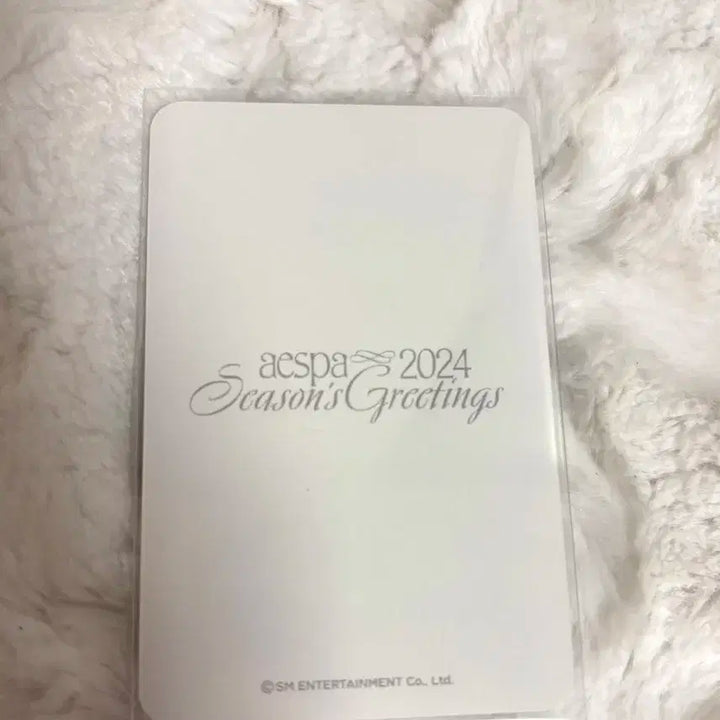 aespa 2024
Season's Greetings
©SM ENTERTAINMENT Co., Ltd.